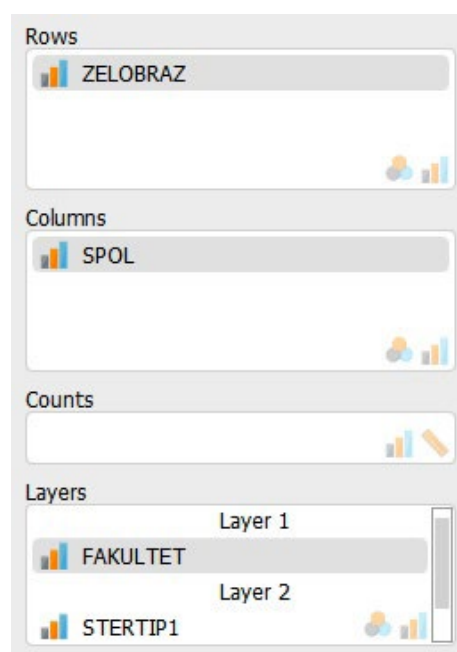 Rows
ZELOBRAZ
Columns
SPOL
Counts
Layers
Layer 1
FAKULTET
Layer 2
STERTIP1